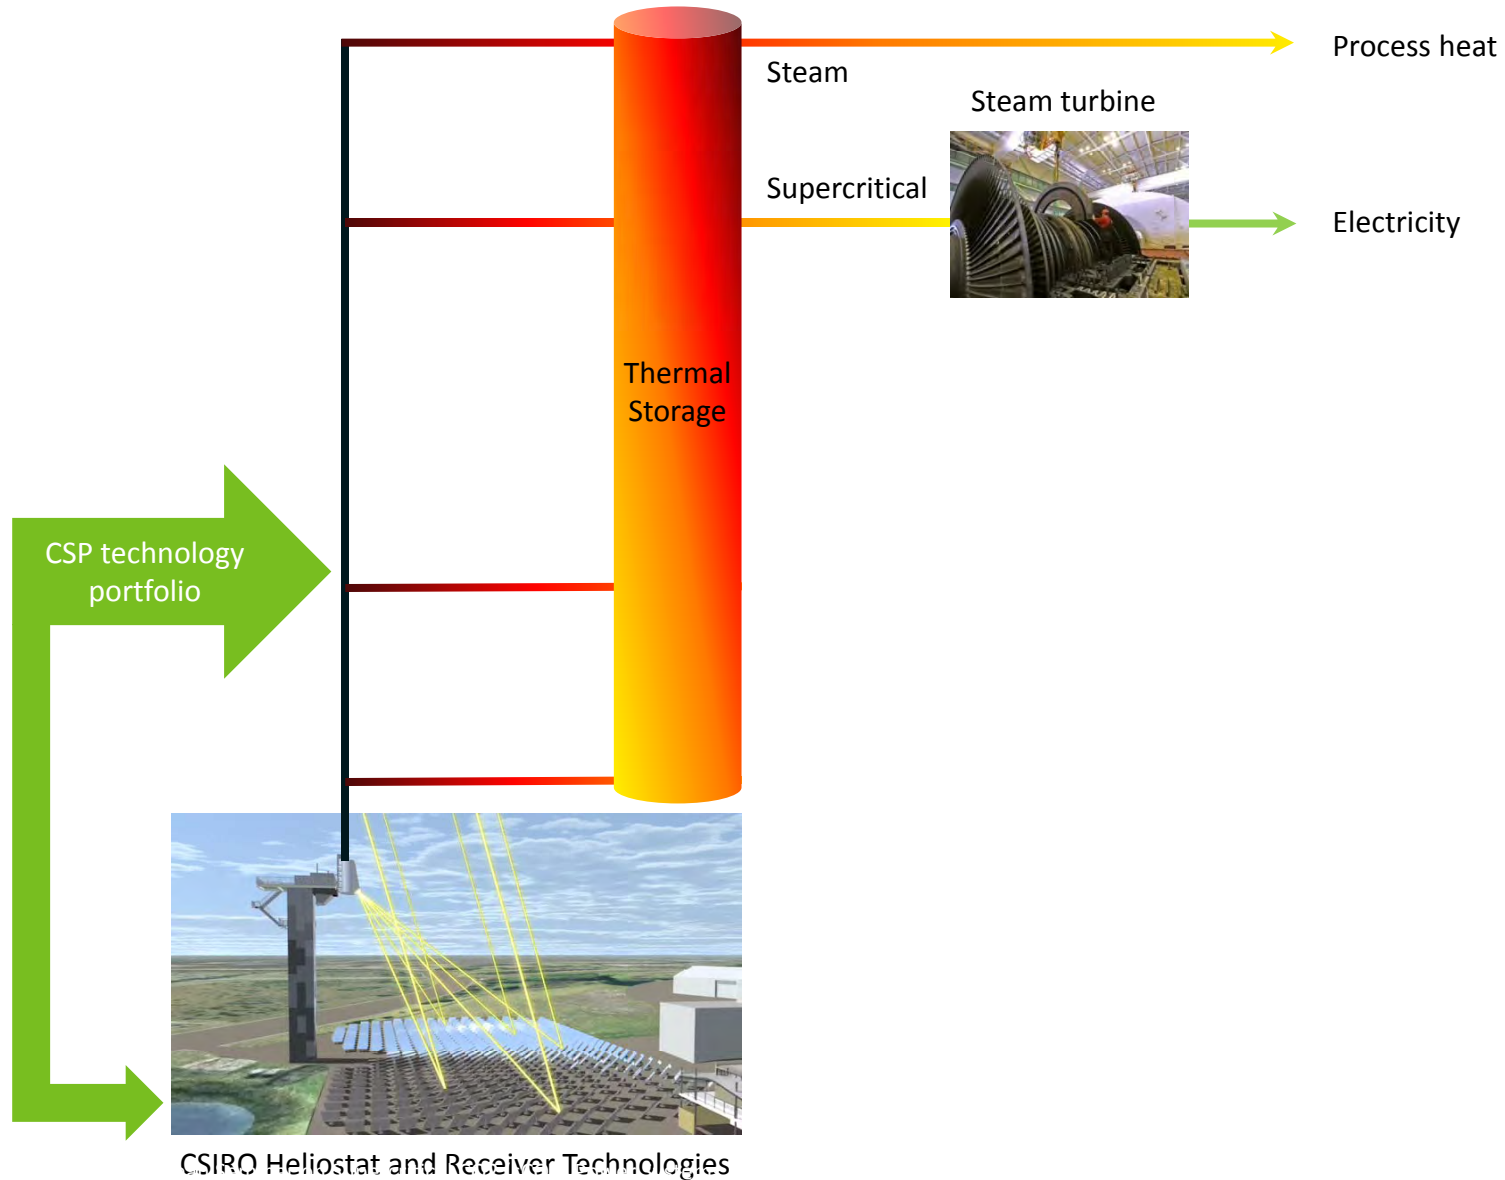 Process heat
Steam
Steam turbine
Supercritical
Electricity
Thermal
Storage
CSP technology
portfolio
CSIRO Heliostat and Receiver Technologies